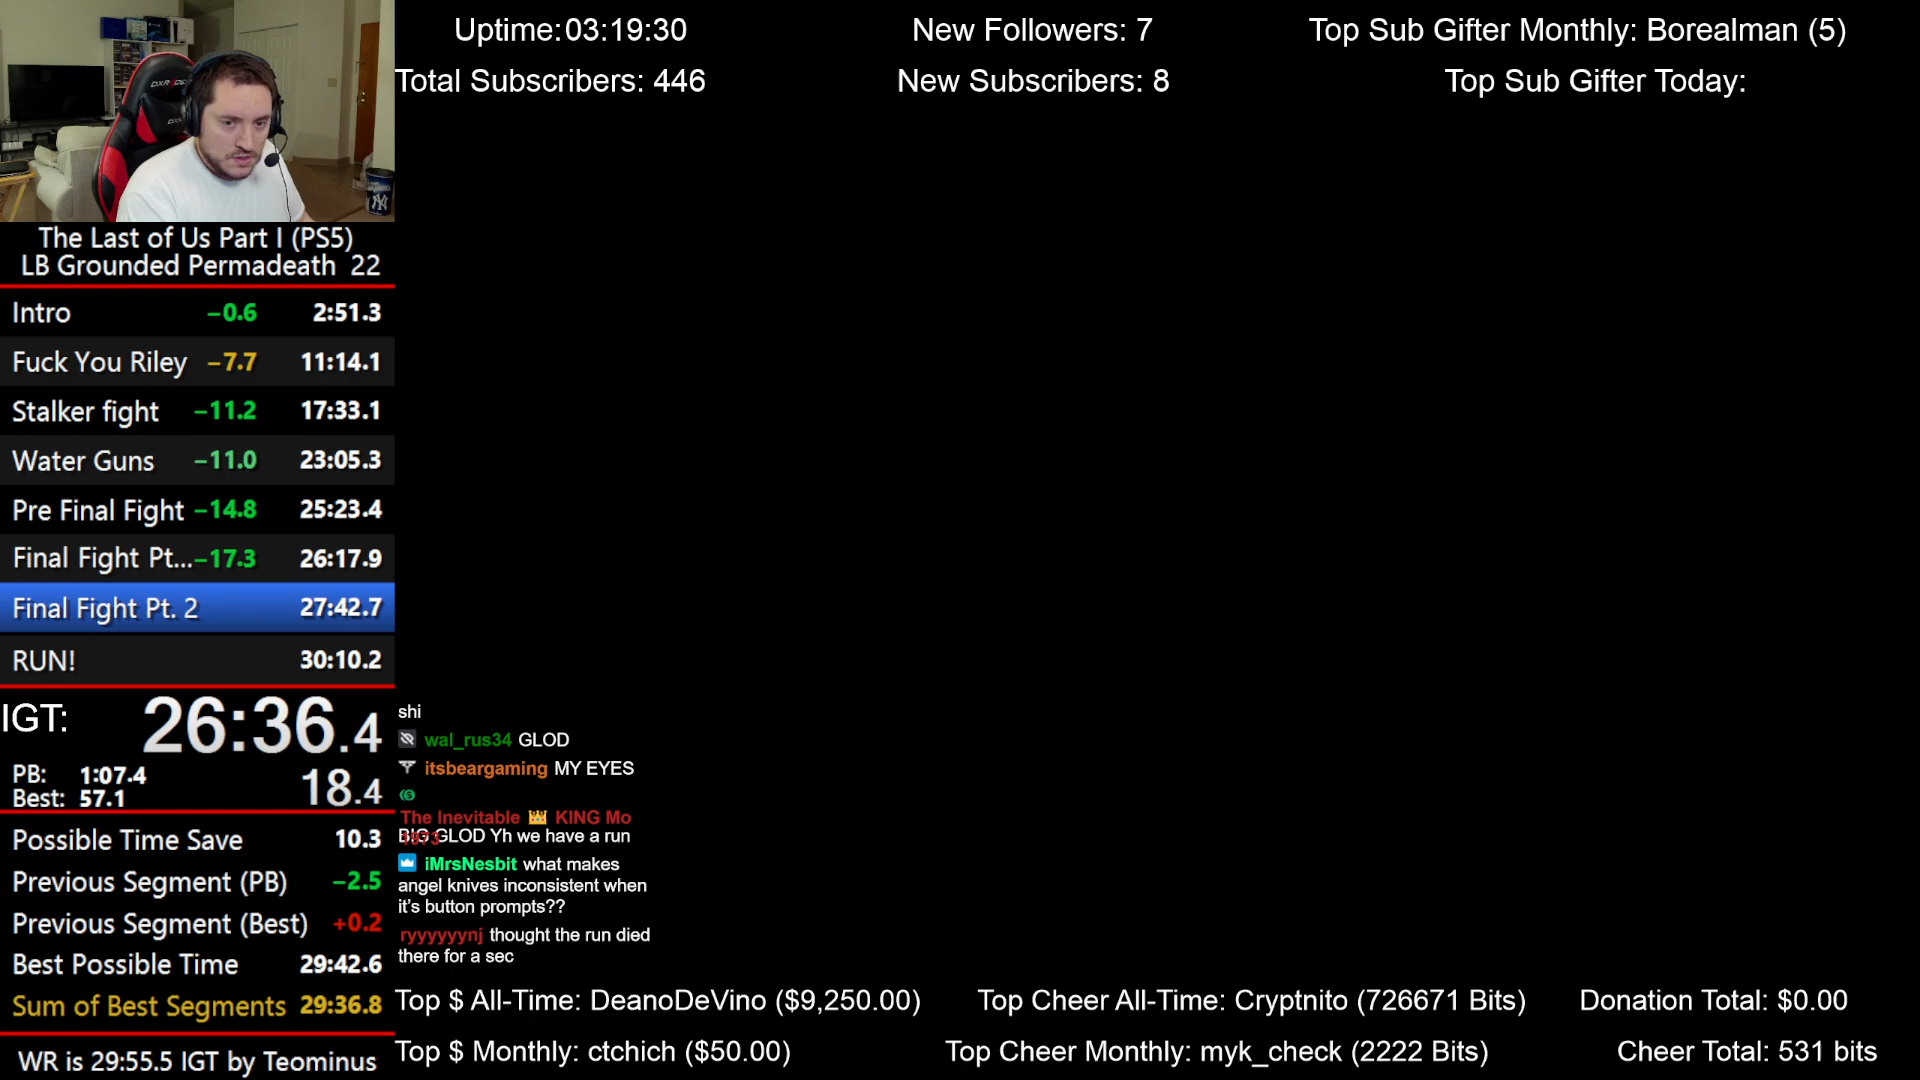 Uptime:03:19:30
New Followers: 7
Top Sub Gifter Monthly: Borealman (5)
Total Subscribers: 446
New Subscribers: 8
Top Sub Gifter Today:
The Last of Us Part I (PS5)
LB Grounded Permadeath 22
Intro −0.6 2:51.3
Fuck You Riley −7.7 11:14.1
Stalker fight −11.2 17:33.1
Water Guns −11.0 23:05.3
Pre Final Fight −14.8 25:23.4
Final Fight Pt... −17.3 26:17.9
Final Fight Pt. 2 27:42.7
RUN! 30:10.2
IGT: 26:36.4
PB: 1:07.4
Best: 57.1
18.4
Possible Time Save 10.3
Previous Segment (PB) −2.5
Previous Segment (Best) +0.2
Best Possible Time 29:42.6
Sum of Best Segments 29:36.8
WR is 29:55.5 IGT by Teominus
shi
wal_rus34 GLOD
itsbeargaming MY EYES
The Inevitable 👑 KING Mo
1973
BIG GLOD Yh we have a run
iMrsNesbit what makes
angel knives inconsistent when
it's button prompts??
ryyyyyynj thought the run died
there for a sec
Top $ All-Time: DeanoDeVino ($9,250.00)
Top Cheer All-Time: Cryptnito (726671 Bits)
Donation Total: $0.00
Top $ Monthly: ctchich ($50.00)
Top Cheer Monthly: myk_check (2222 Bits)
Cheer Total: 531 bits